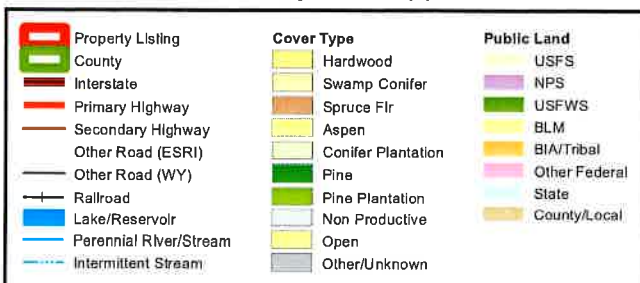 Property Listing
County
Interstate
Primary Highway
Secondary Highway
Other Road (ESRI)
Other Road (WY)
Railroad
Lake/Reservoir
Perennial River/Stream
Intermittent Stream
Cover Type
Hardwood
Swamp Conifer
Spruce Fir
Aspen
Conifer Plantation
Pine
Pine Plantation
Non Productive
Open
Other/Unknown
Public Land
USFS
NPS
USFWS
BLM
BIA/Tribal
Other Federal
State
County/Local